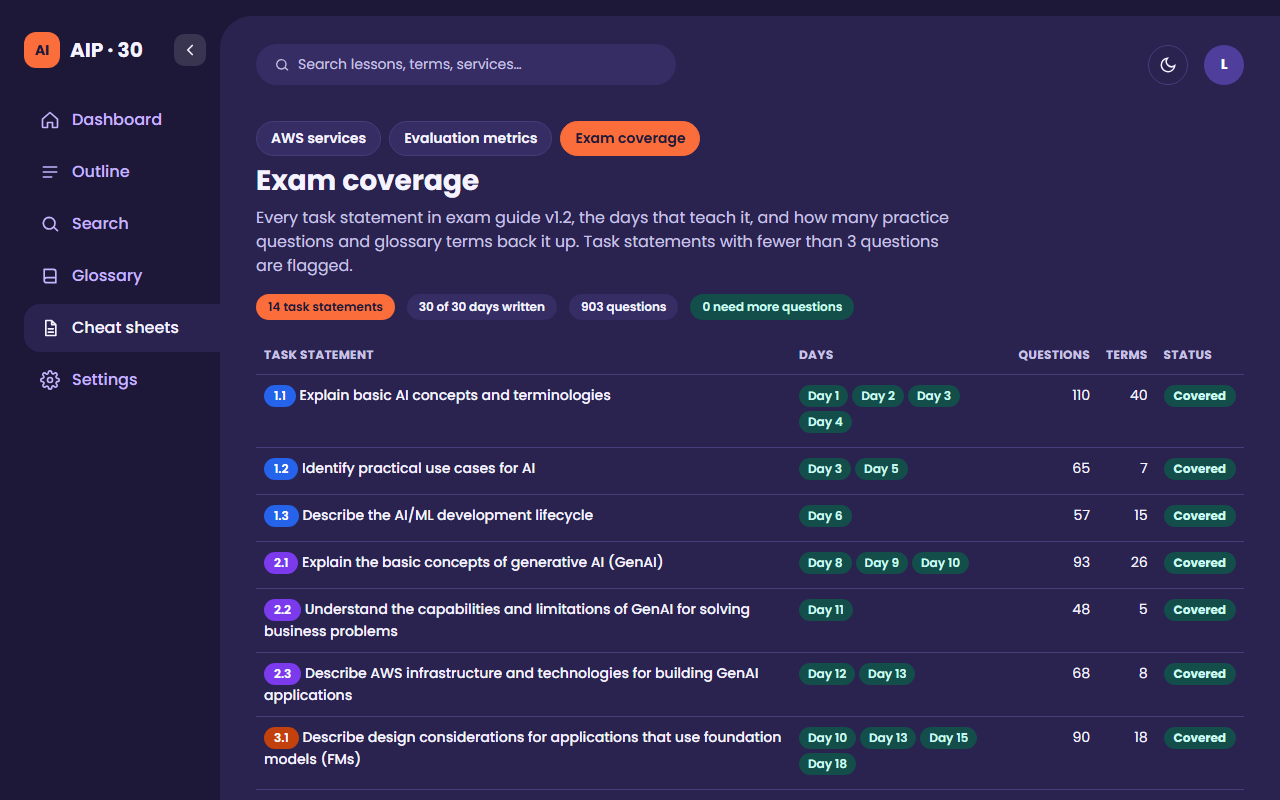 AI
AIP · 30
Dashboard
Outline
Search
Glossary
Cheat sheets
Settings
Search lessons, terms, services...
L
AWS services
Evaluation metrics
Exam coverage
Exam coverage
Every task statement in exam guide v1.2, the days that teach it, and how many practice
questions and glossary terms back it up. Task statements with fewer than 3 questions
are flagged.
14 task statements
30 of 30 days written
903 questions
0 need more questions
TASK STATEMENT DAYS QUESTIONS TERMS STATUS
1.1 Explain basic AI concepts and terminologies Day 1 Day 2 Day 3 110 40 Covered
Day 4
1.2 Identify practical use cases for AI Day 3 Day 5 65 7 Covered
1.3 Describe the AI/ML development lifecycle Day 6 57 15 Covered
2.1 Explain the basic concepts of generative AI (GenAI) Day 8 Day 9 Day 10 93 26 Covered
2.2 Understand the capabilities and limitations of GenAI for solving Day 11 48 5 Covered
business problems
2.3 Describe AWS infrastructure and technologies for building GenAI Day 12 Day 13 68 8 Covered
applications
3.1 Describe design considerations for applications that use foundation Day 10 Day 13 Day 15 90 18 Covered
models (FMs) Day 18